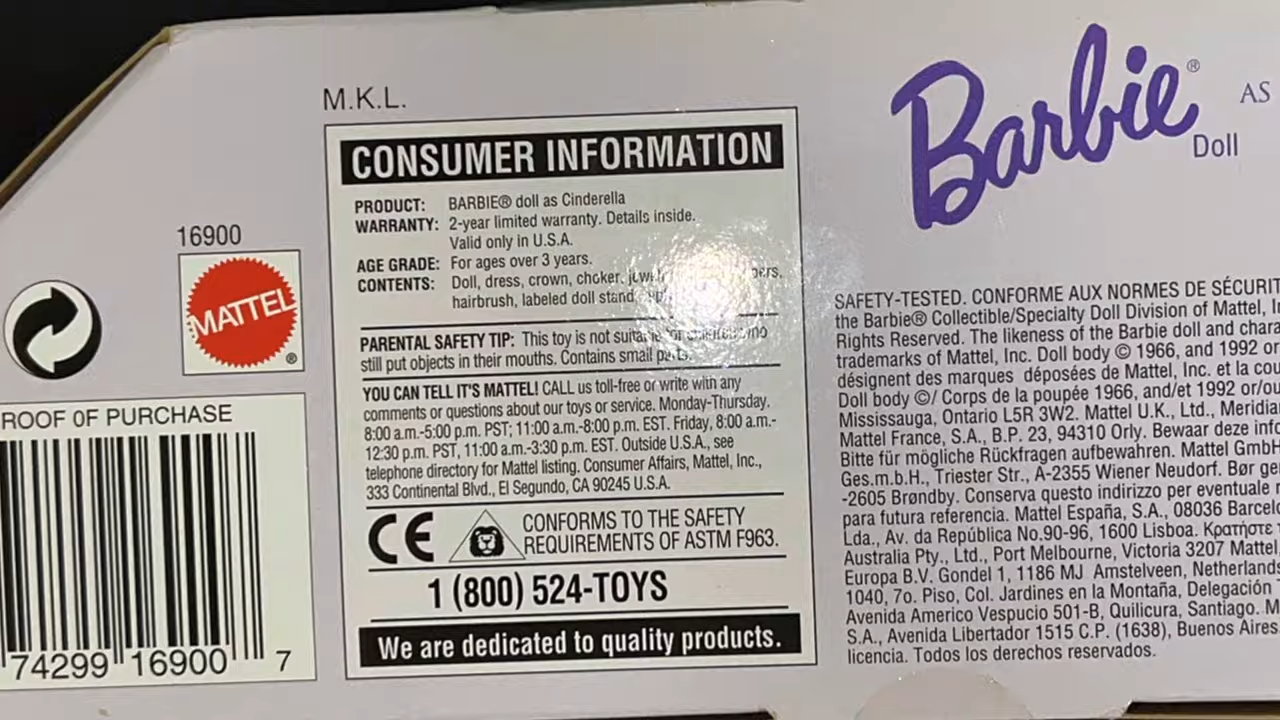 M.K.L.
CONSUMER INFORMATION
PRODUCT: BARBIE® doll as Cinderella
WARRANTY: 2-year limited warranty. Details inside.
Valid only in U.S.A.
AGE GRADE: For ages over 3 years.
CONTENTS: Doll, dress, crown, choker,
hairbrush, labeled doll stand
PARENTAL SAFETY TIP: This toy is not
still put objects in their mouths. Contains small
YOU CAN TELL IT'S MATTEL! CALL us toll-free or write with any
comments or questions about our toys or service. Monday-Thursday.
8:00 a.m.-5:00 p.m. PST; 11:00 a.m.-8:00 p.m. EST. Friday, 8:00 a.m.-
12:30 p.m. PST, 11:00 a.m.-3:30 p.m. EST. Outside U.S.A., see
telephone directory for Mattel listing. Consumer Affairs, Mattel, Inc.,
333 Continental Blvd., El Segundo, CA 90245 U.S.A.
CE
CONFORMS TO THE SAFETY
REQUIREMENTS OF ASTM F963.
1 (800) 524-TOYS
We are dedicated to quality products.
16900
MATTEL®
ROOF OF PURCHASE
74299 16900 7
Barbie® AS
Doll
SAFETY-TESTED. CONFORME AUX NORMES DE SÉCURIT
the Barbie® Collectible/Specialty Doll Division of Mattel, I
Rights Reserved. The likeness of the Barbie doll and chara
trademarks of Mattel, Inc. Doll body © 1966, and 1992 or
désignent des marques déposées de Mattel, Inc. et la cou
Doll body ©/ Corps de la poupée 1966, and/et 1992 or/ou
Mississauga, Ontario L5R 3W2. Mattel U.K., Ltd., Meridia
Mattel France, S.A., B.P. 23, 94310 Orly. Bewaar deze info
Bitte für mögliche Rückfragen aufbewahren. Mattel GmbH
Ges.m.b.H., Triester Str., A-2355 Wiener Neudorf. Bør ge
-2605 Brøndby. Conserva questo indirizzo per eventuale r
para futura referencia. Mattel España, S.A., 08036 Barcelo
Lda., Av. da República No.90-96, 1600 Lisboa. Κρατήστε
Australia Pty., Ltd., Port Melbourne, Victoria 3207 Mattel
Europa B.V. Gondel 1, 1186 MJ Amstelveen, Netherlands
1040, 7o. Piso, Col. Jardines en la Montaña, Delegación
Avenida Americo Vespucio 501-B, Quilicura, Santiago. M
S.A., Avenida Libertador 1515 C.P. (1638), Buenos Aires
licencia. Todos los derechos reservados.